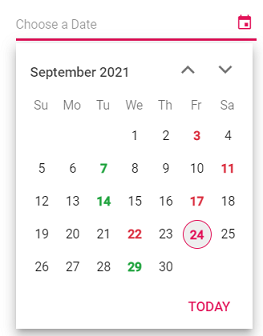 Choose a Date
September 2021
Su Mo Tu We Th Fr Sa
1 2 3 4
5 6 7 8 9 10 11
12 13 14 15 16 17 18
19 20 21 22 23 24 25
26 27 28 29 30
TODAY